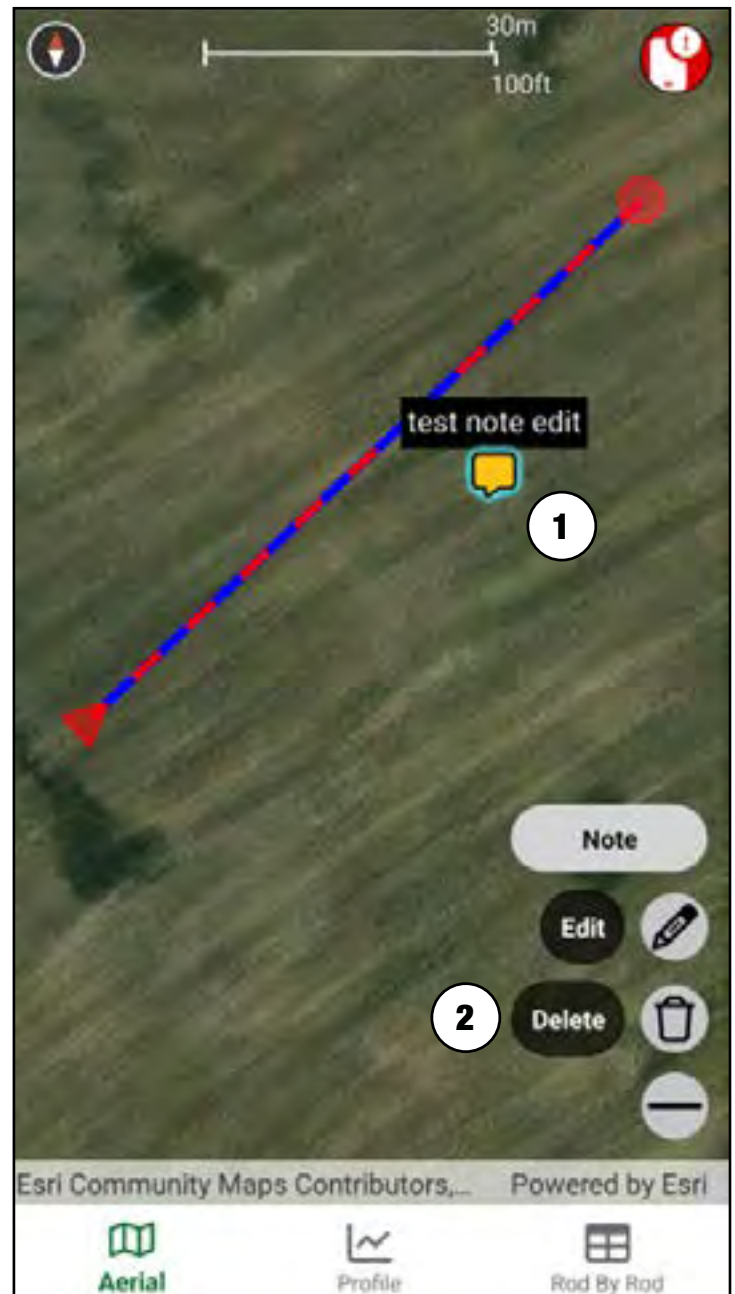 30m
100ft
test note edit
1
Note
Edit
2
Delete
Esri Community Maps Contributors,...
Powered by Esri
Aerial
Profile
Rod By Rod